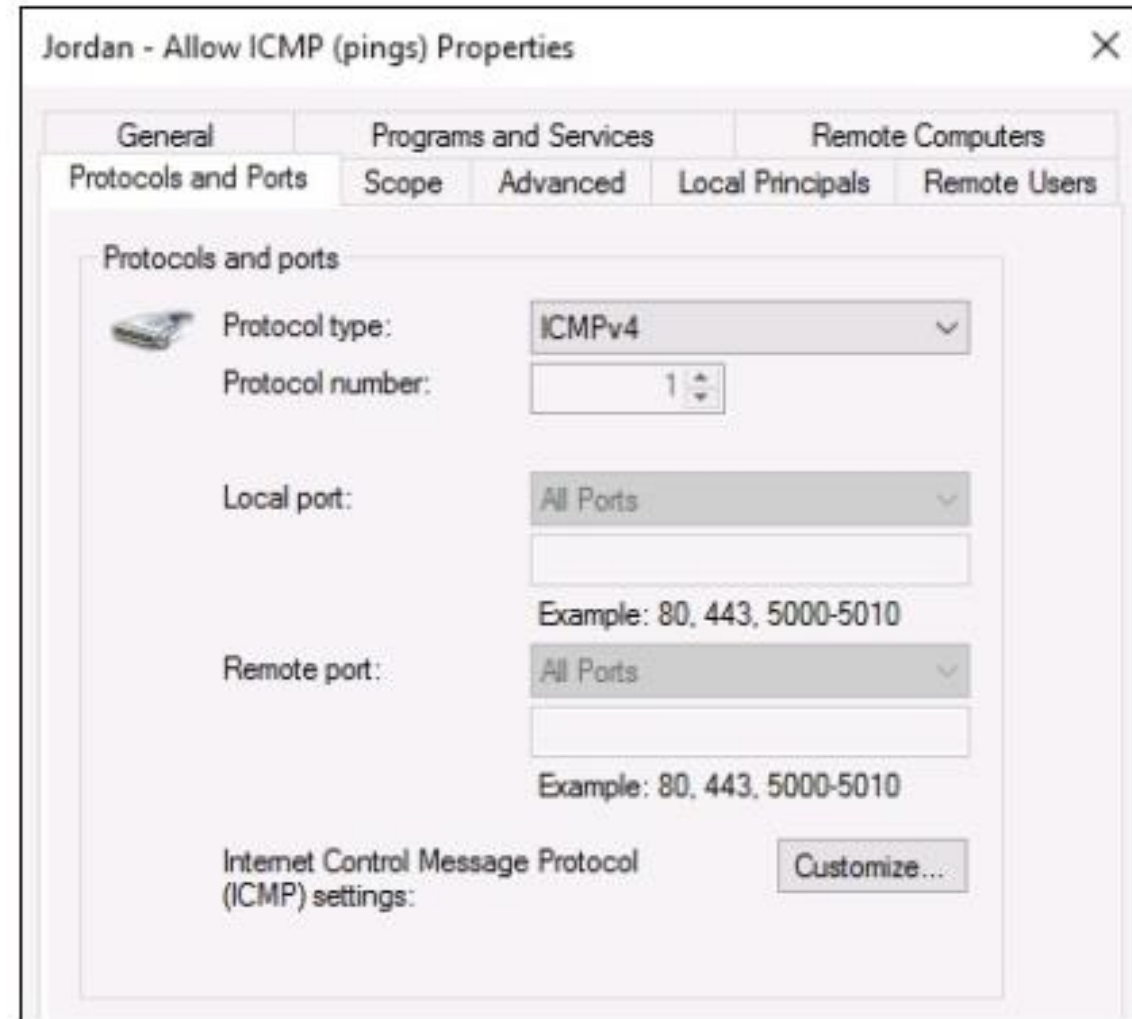 Jordan - Allow ICMP (pings) Properties
General Programs and Services Remote Computers
Protocols and Ports Scope Advanced Local Principals Remote Users
Protocols and ports
Protocol type: ICMPv4
Protocol number: 1
Local port: All Ports
Example: 80, 443, 5000-5010
Remote port: All Ports
Example: 80, 443, 5000-5010
Internet Control Message Protocol Customize...
(ICMP) settings: